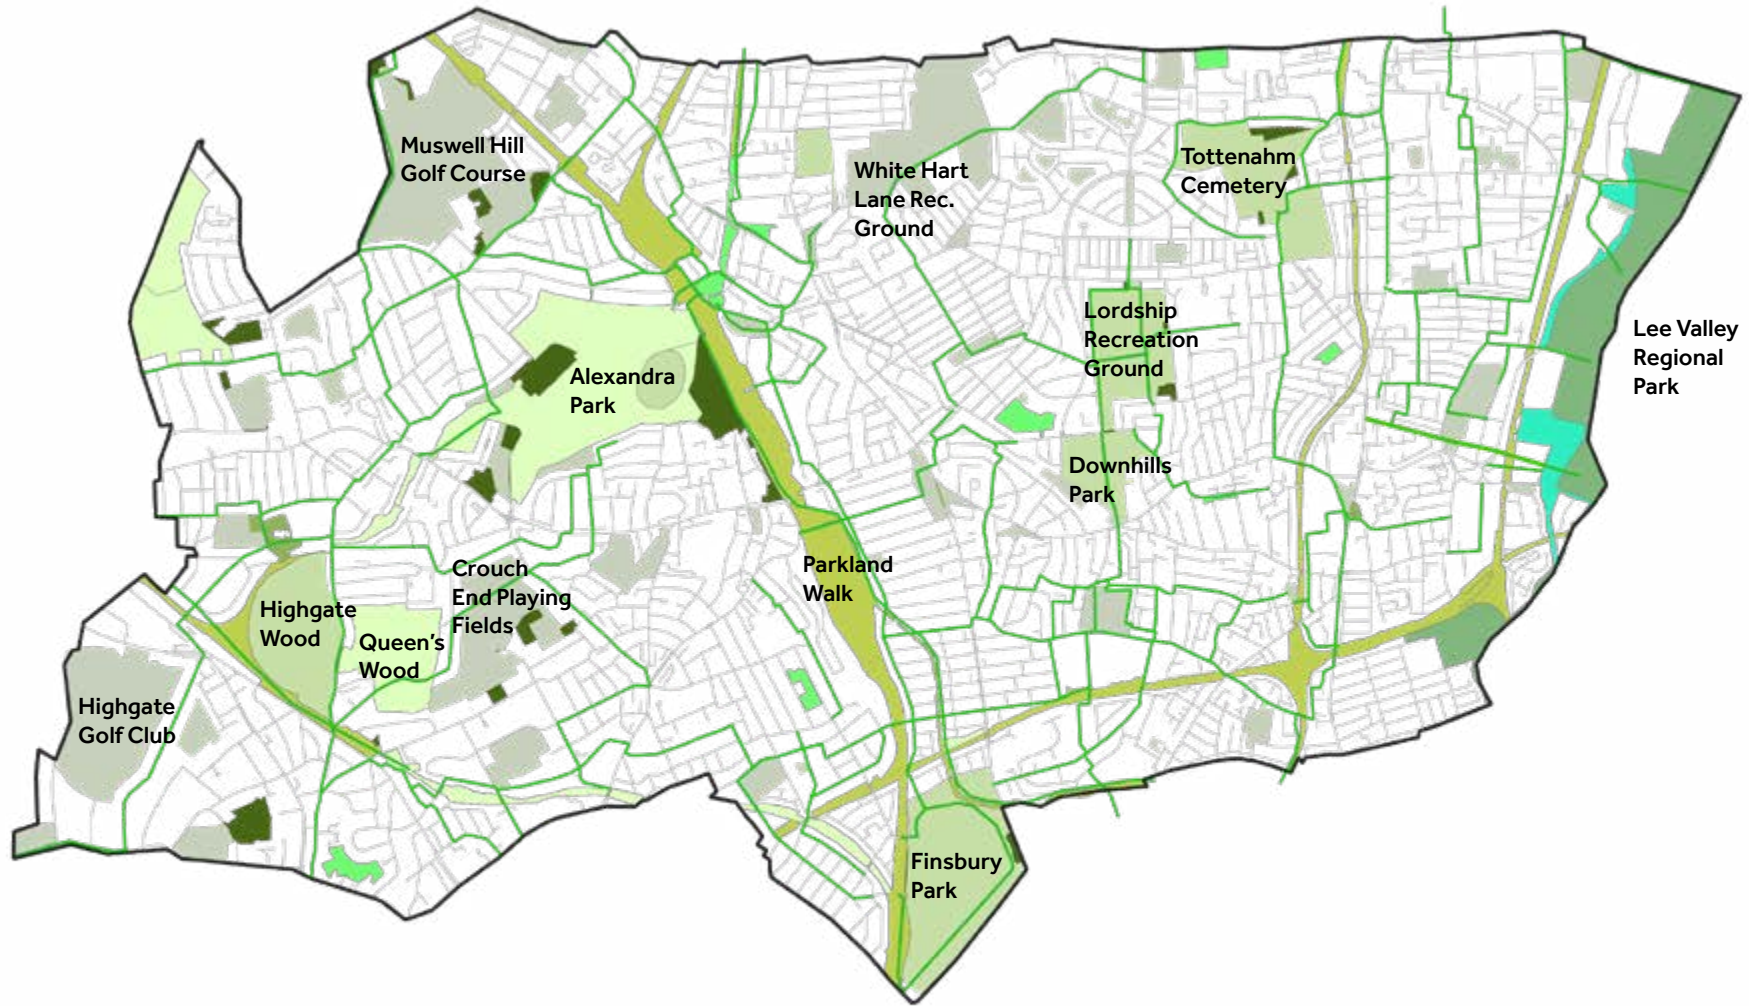 Muswell Hill
Golf Course
White Hart
Lane Rec.
Ground
Tottenahm
Cemetery
Lordship
Recreation
Ground
Lee Valley
Regional
Park
Alexandra
Park
Downhills
Park
Crouch
End Playing
Fields
Parkland
Walk
Highgate
Wood
Queen's
Wood
Highgate
Golf Club
Finsbury
Park